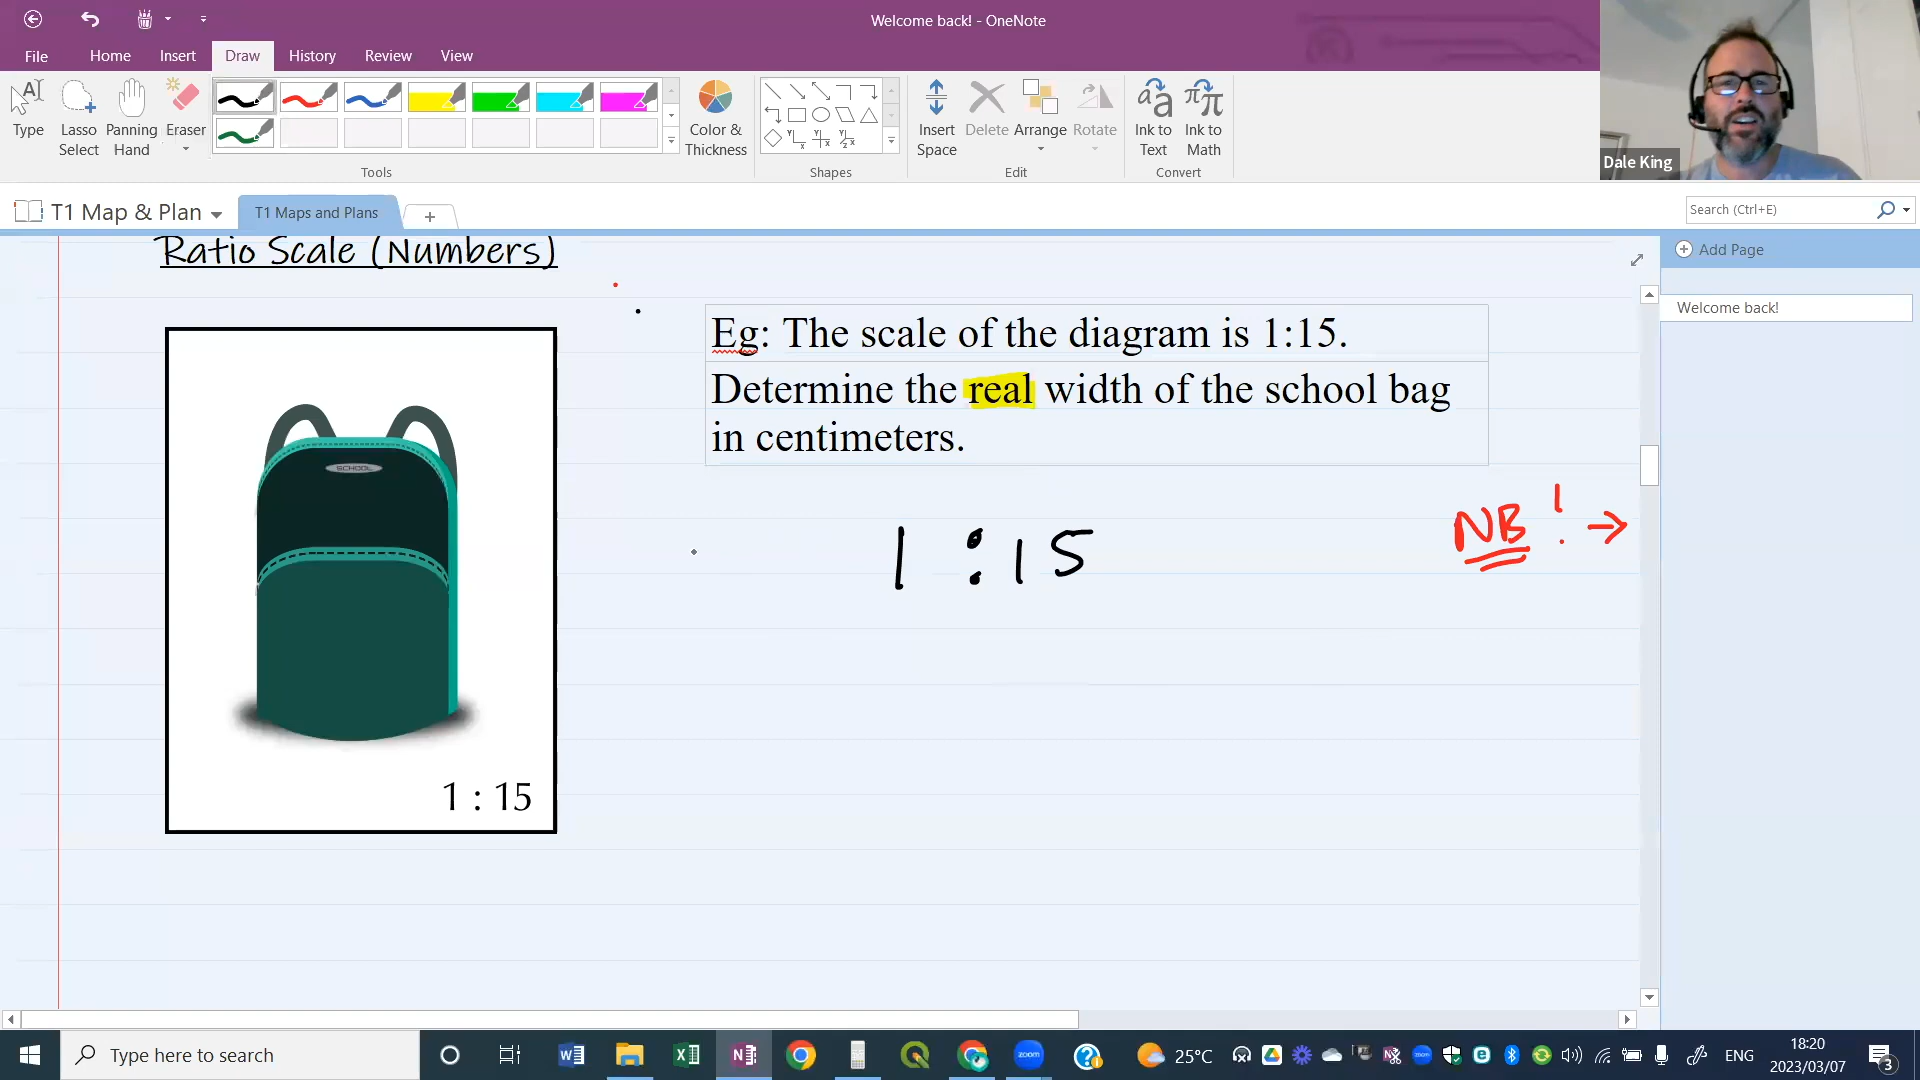 Welcome back! - OneNote
File Home Insert Draw History Review View
Type
Lasso Select
Panning Hand
Eraser
Color & Thickness
Insert Space
Delete
Arrange
Rotate
Ink to Text
Ink to Math
Tools
Shapes
Edit
Convert
Dale King
T1 Map & Plan
T1 Maps and Plans
Search (Ctrl+E)
Add Page
Welcome back!
Ratio Scale (Numbers)
Eg: The scale of the diagram is 1:15.
Determine the real width of the school bag
in centimeters.
SCHOOL
1 : 15
NB ! →
1 : 15
Type here to search
zoom
25°C
ENG
18:20
2023/03/07
3